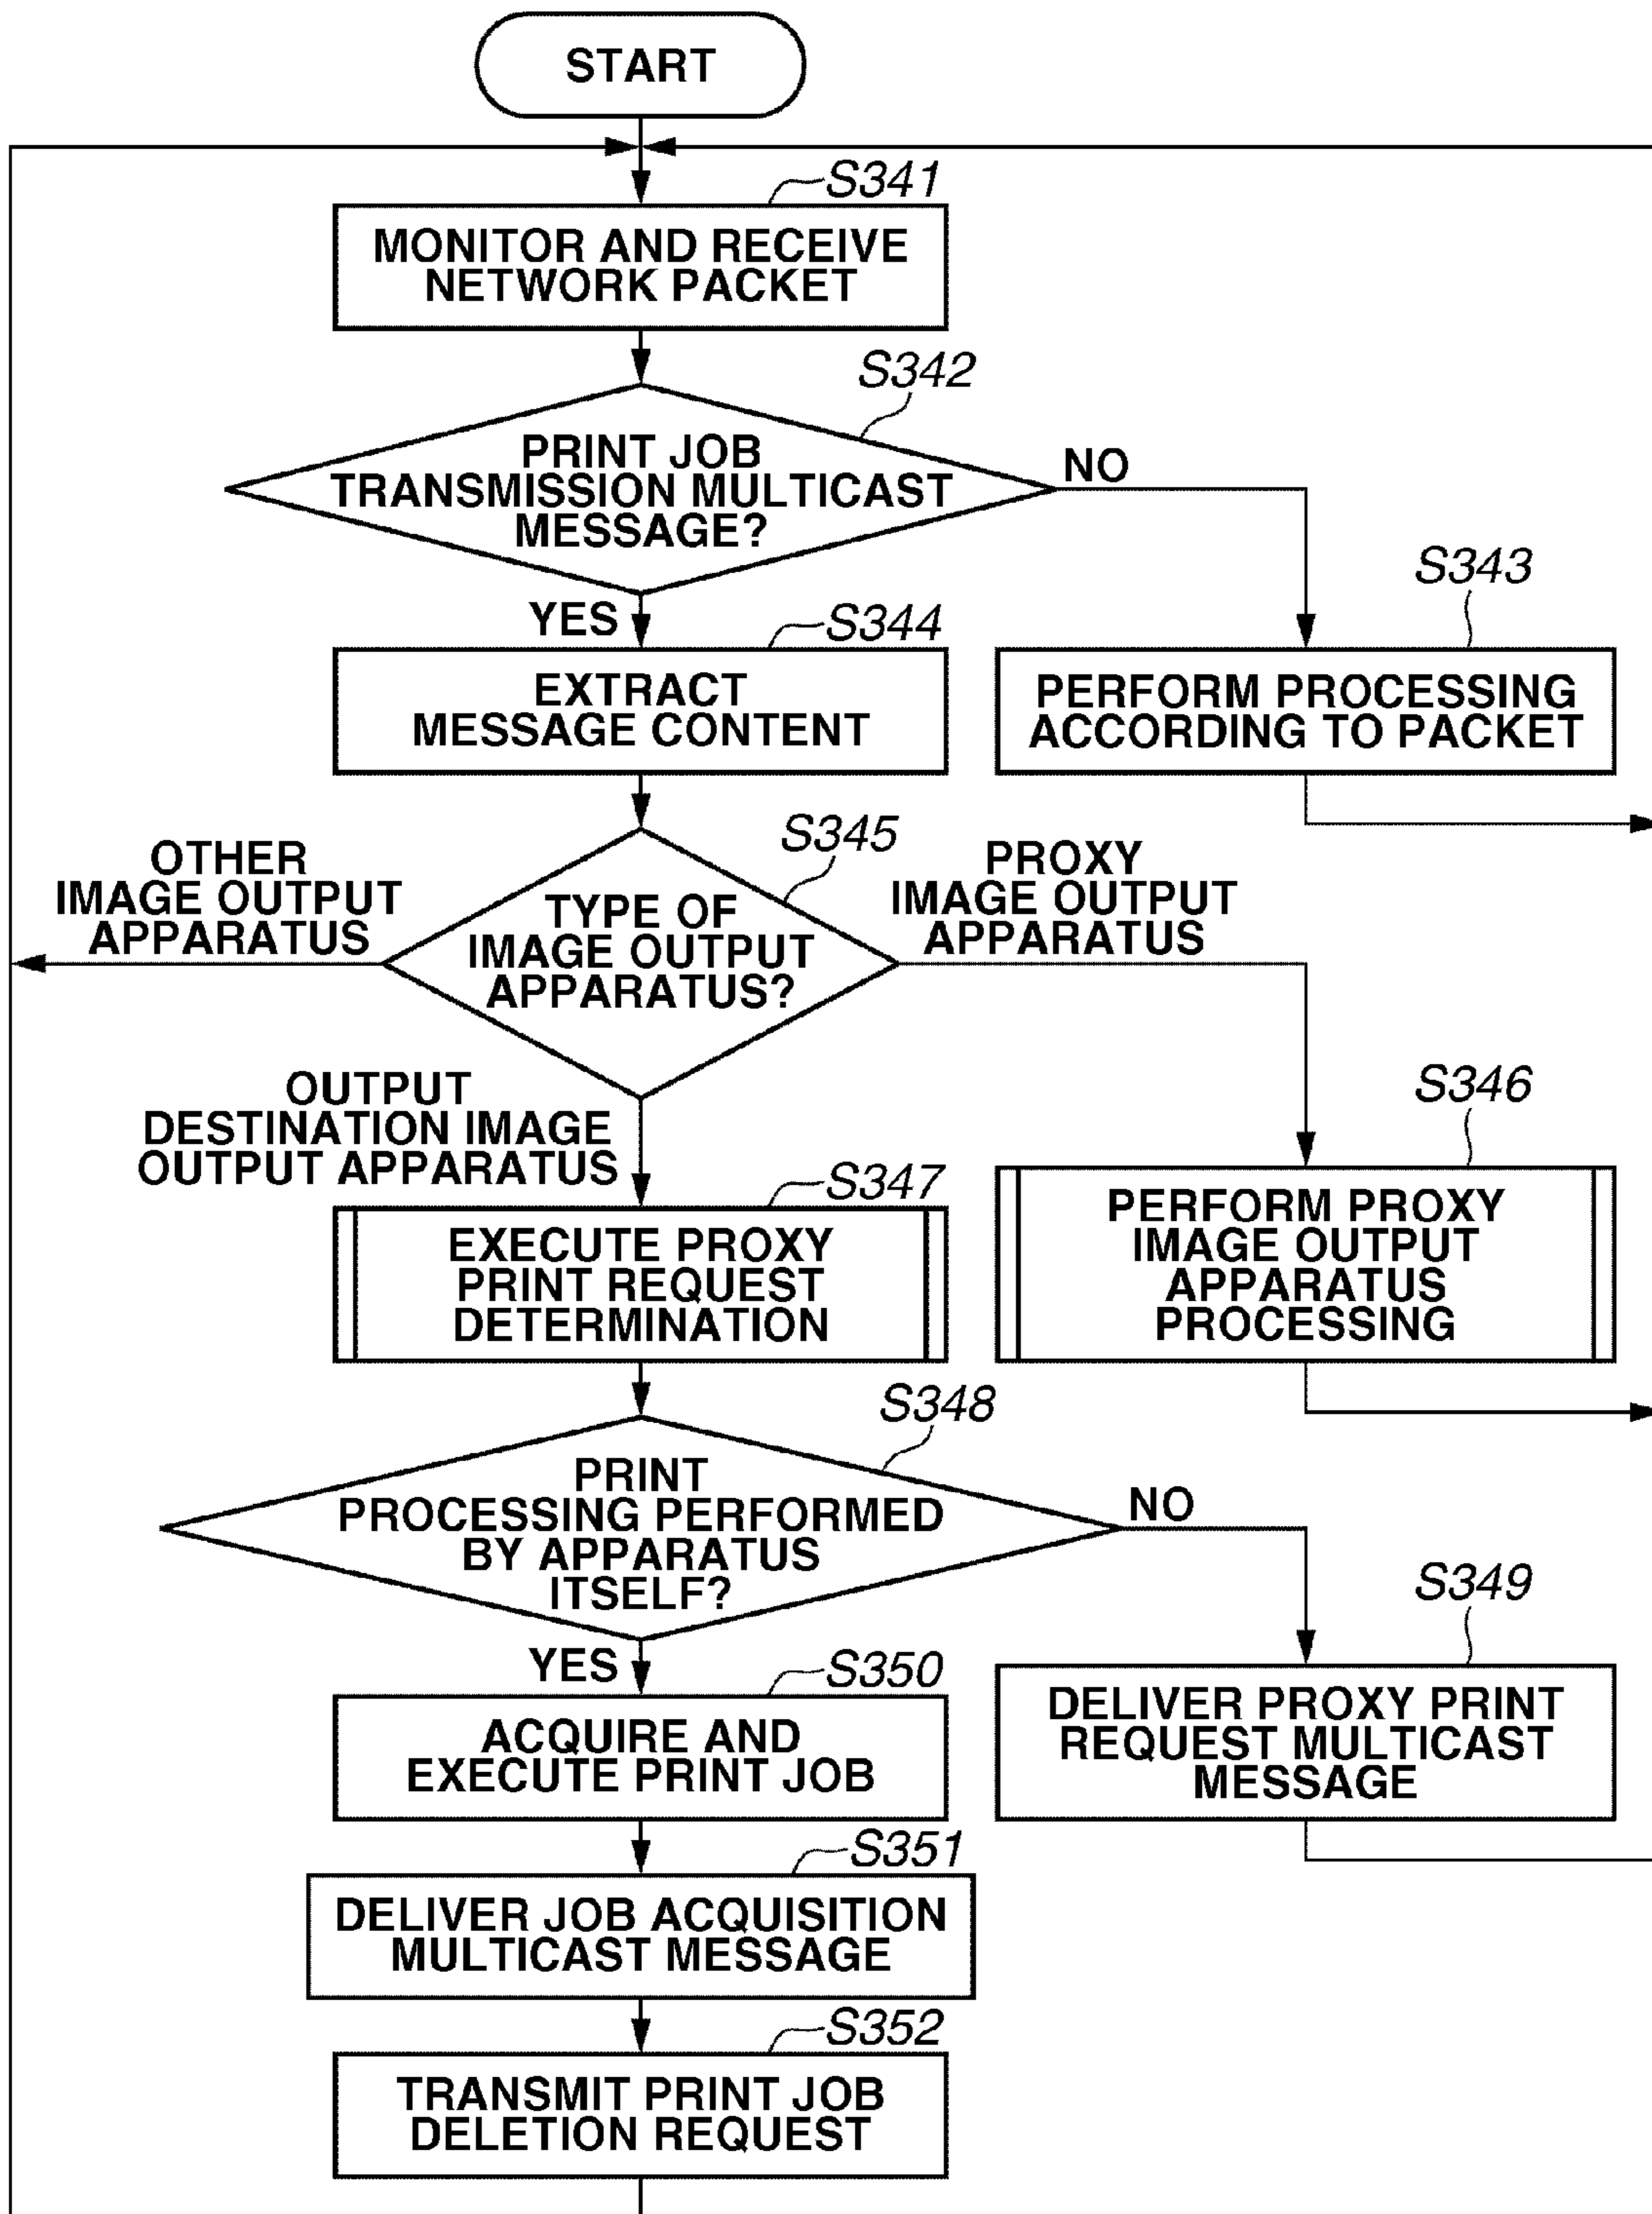 START
S341
MONITOR AND RECEIVE
NETWORK PACKET
S342
PRINT JOB
TRANSMISSION MULTICAST
MESSAGE?
NO
YES
S343
PERFORM PROCESSING
ACCORDING TO PACKET
S344
EXTRACT
MESSAGE CONTENT
S345
TYPE OF
IMAGE OUTPUT
APPARATUS?
OTHER
IMAGE OUTPUT
APPARATUS
PROXY
IMAGE OUTPUT
APPARATUS
OUTPUT
DESTINATION IMAGE
OUTPUT APPARATUS
S346
PERFORM PROXY
IMAGE OUTPUT
APPARATUS
PROCESSING
S347
EXECUTE PROXY
PRINT REQUEST
DETERMINATION
S348
PRINT
PROCESSING PERFORMED
BY APPARATUS
ITSELF?
NO
YES
S349
DELIVER PROXY PRINT
REQUEST MULTICAST
MESSAGE
S350
ACQUIRE AND
EXECUTE PRINT JOB
S351
DELIVER JOB ACQUISITION
MULTICAST MESSAGE
S352
TRANSMIT PRINT JOB
DELETION REQUEST